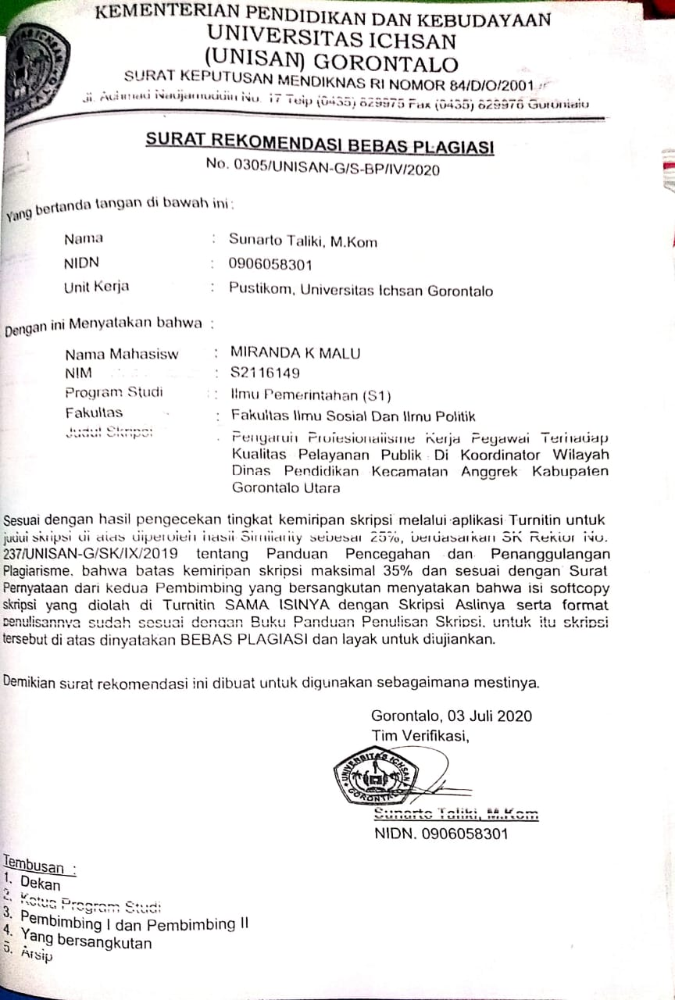 KEMENTERIAN PENDIDIKAN DAN KEBUDAYAAN
UNIVERSITAS ICHSAN
(UNISAN) GORONTALO
SURAT KEPUTUSAN MENDIKNAS RI NOMOR 84/D/O/2001
Jl. Achmad Nadjamuddin No. 17 Telp (0435) 829975 Fax (0435) 829976 Gorontalo
SURAT REKOMENDASI BEBAS PLAGIASI
No. 0305/UNISAN-G/S-BP/IV/2020
Yang bertanda tangan di bawah ini :
Nama : Sunarto Taliki, M.Kom
NIDN : 0906058301
Unit Kerja : Pustikom, Universitas Ichsan Gorontalo
Dengan ini Menyatakan bahwa :
Nama Mahasisw : MIRANDA K MALU
NIM : S2116149
Program Studi : Ilmu Pemerintahan (S1)
Fakultas : Fakultas Ilmu Sosial Dan Ilmu Politik
Judul Skripsi : Pengaruh Profesionalisme Kerja Pegawai Terhadap
Kualitas Pelayanan Publik Di Koordinator Wilayah
Dinas Pendidikan Kecamatan Anggrek Kabupaten
Gorontalo Utara
Sesuai dengan hasil pengecekan tingkat kemiripan skripsi melalui aplikasi Turnitin untuk
judul skripsi di atas diperoleh hasil Similarity sebesar 25%, berdasarkan SK Rektor No.
237/UNISAN-G/SK/IX/2019 tentang Panduan Pencegahan dan Penanggulangan
Plagiarisme, bahwa batas kemiripan skripsi maksimal 35% dan sesuai dengan Surat
Pernyataan dari kedua Pembimbing yang bersangkutan menyatakan bahwa isi softcopy
skripsi yang diolah di Turnitin SAMA ISINYA dengan Skripsi Aslinya serta format
penulisannya sudah sesuai dengan Buku Panduan Penulisan Skripsi, untuk itu skripsi
tersebut di atas dinyatakan BEBAS PLAGIASI dan layak untuk diujiankan.
Demikian surat rekomendasi ini dibuat untuk digunakan sebagaimana mestinya.
Gorontalo, 03 Juli 2020
Tim Verifikasi,
UNIVERSITAS ICHSAN
GORONTALO
Sunarto Taliki, M.Kom
NIDN. 0906058301
Tembusan :
1. Dekan
2. Ketua Program Studi
3. Pembimbing I dan Pembimbing II
4. Yang bersangkutan
5. Arsip